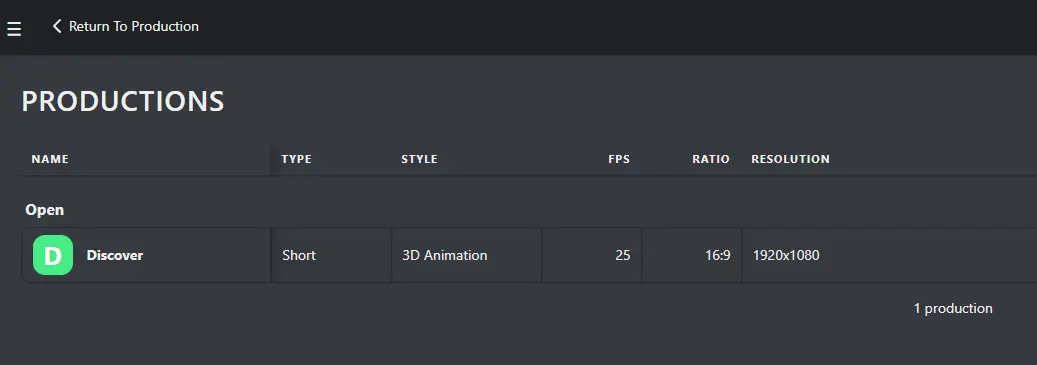 Return To Production
PRODUCTIONS
NAME TYPE STYLE FPS RATIO RESOLUTION
Open
D Discover Short 3D Animation 25 16:9 1920x1080
1 production